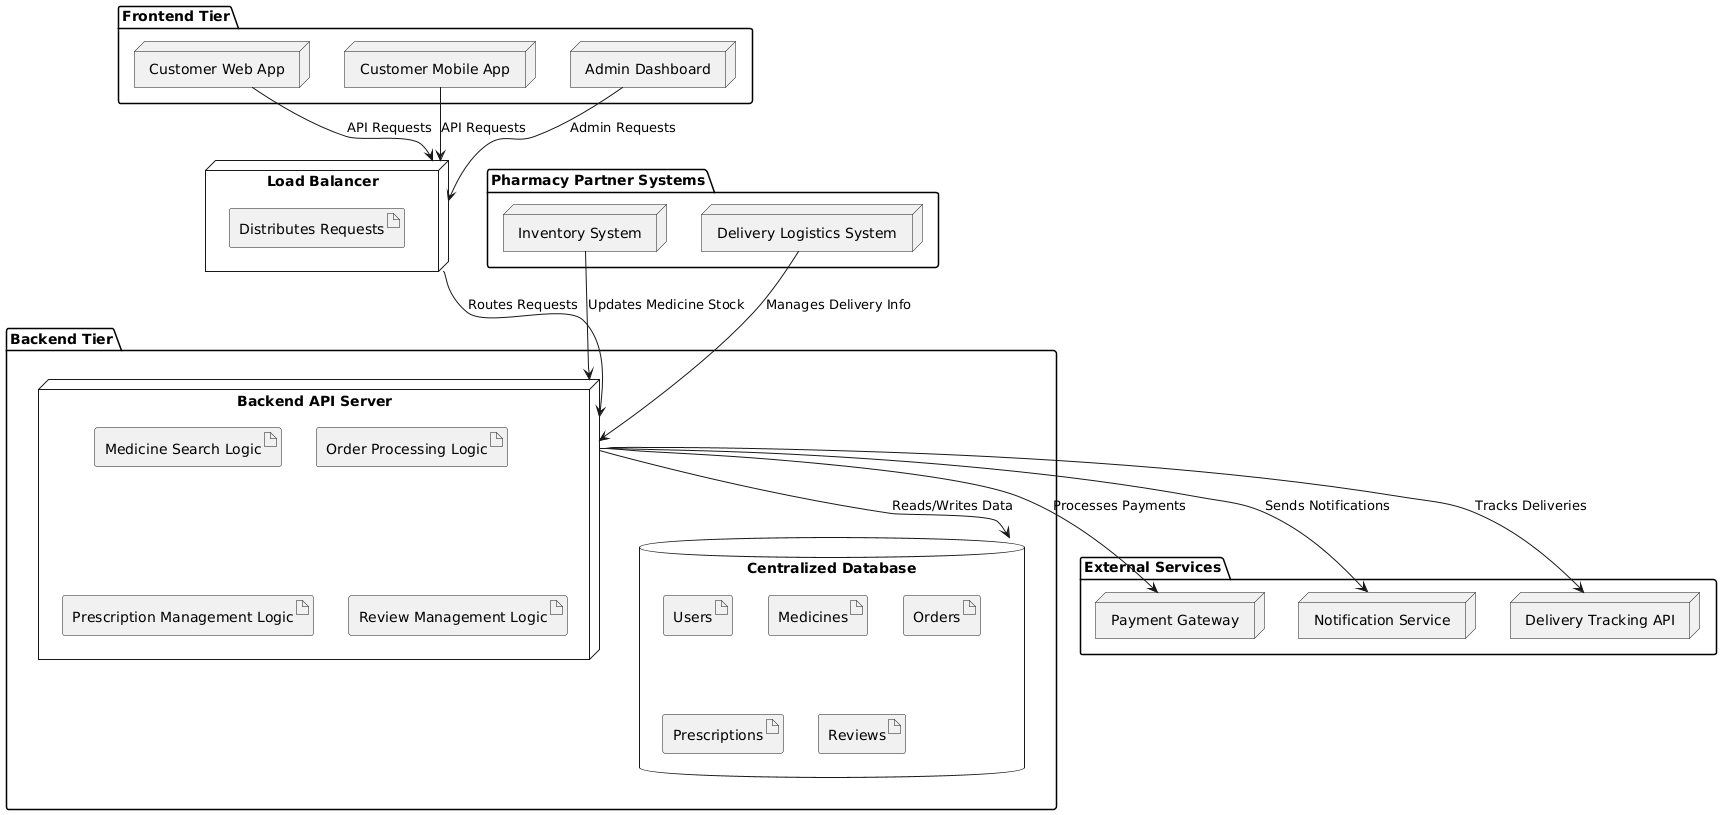 Frontend Tier
Customer Web App
Customer Mobile App
Admin Dashboard
API Requests
API Requests
Admin Requests
Load Balancer
Distributes Requests
Pharmacy Partner Systems
Inventory System
Delivery Logistics System
Routes Requests
Updates Medicine Stock
Manages Delivery Info
Backend Tier
Backend API Server
Medicine Search Logic
Order Processing Logic
Prescription Management Logic
Review Management Logic
Reads/Writes Data
Processes Payments
Sends Notifications
Tracks Deliveries
Centralized Database
Users
Medicines
Orders
Prescriptions
Reviews
External Services
Payment Gateway
Notification Service
Delivery Tracking API